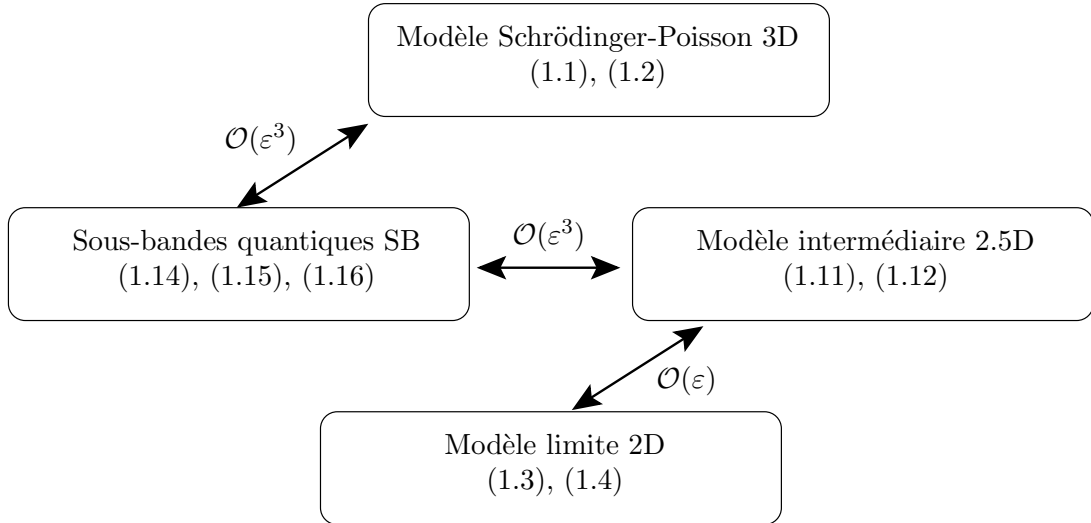 Modèle Schrödinger-Poisson 3D
(1.1), (1.2)
𝒪(ε³)
Sous-bandes quantiques SB
(1.14), (1.15), (1.16)
𝒪(ε³)
Modèle intermédiaire 2.5D
(1.11), (1.12)
𝒪(ε)
Modèle limite 2D
(1.3), (1.4)